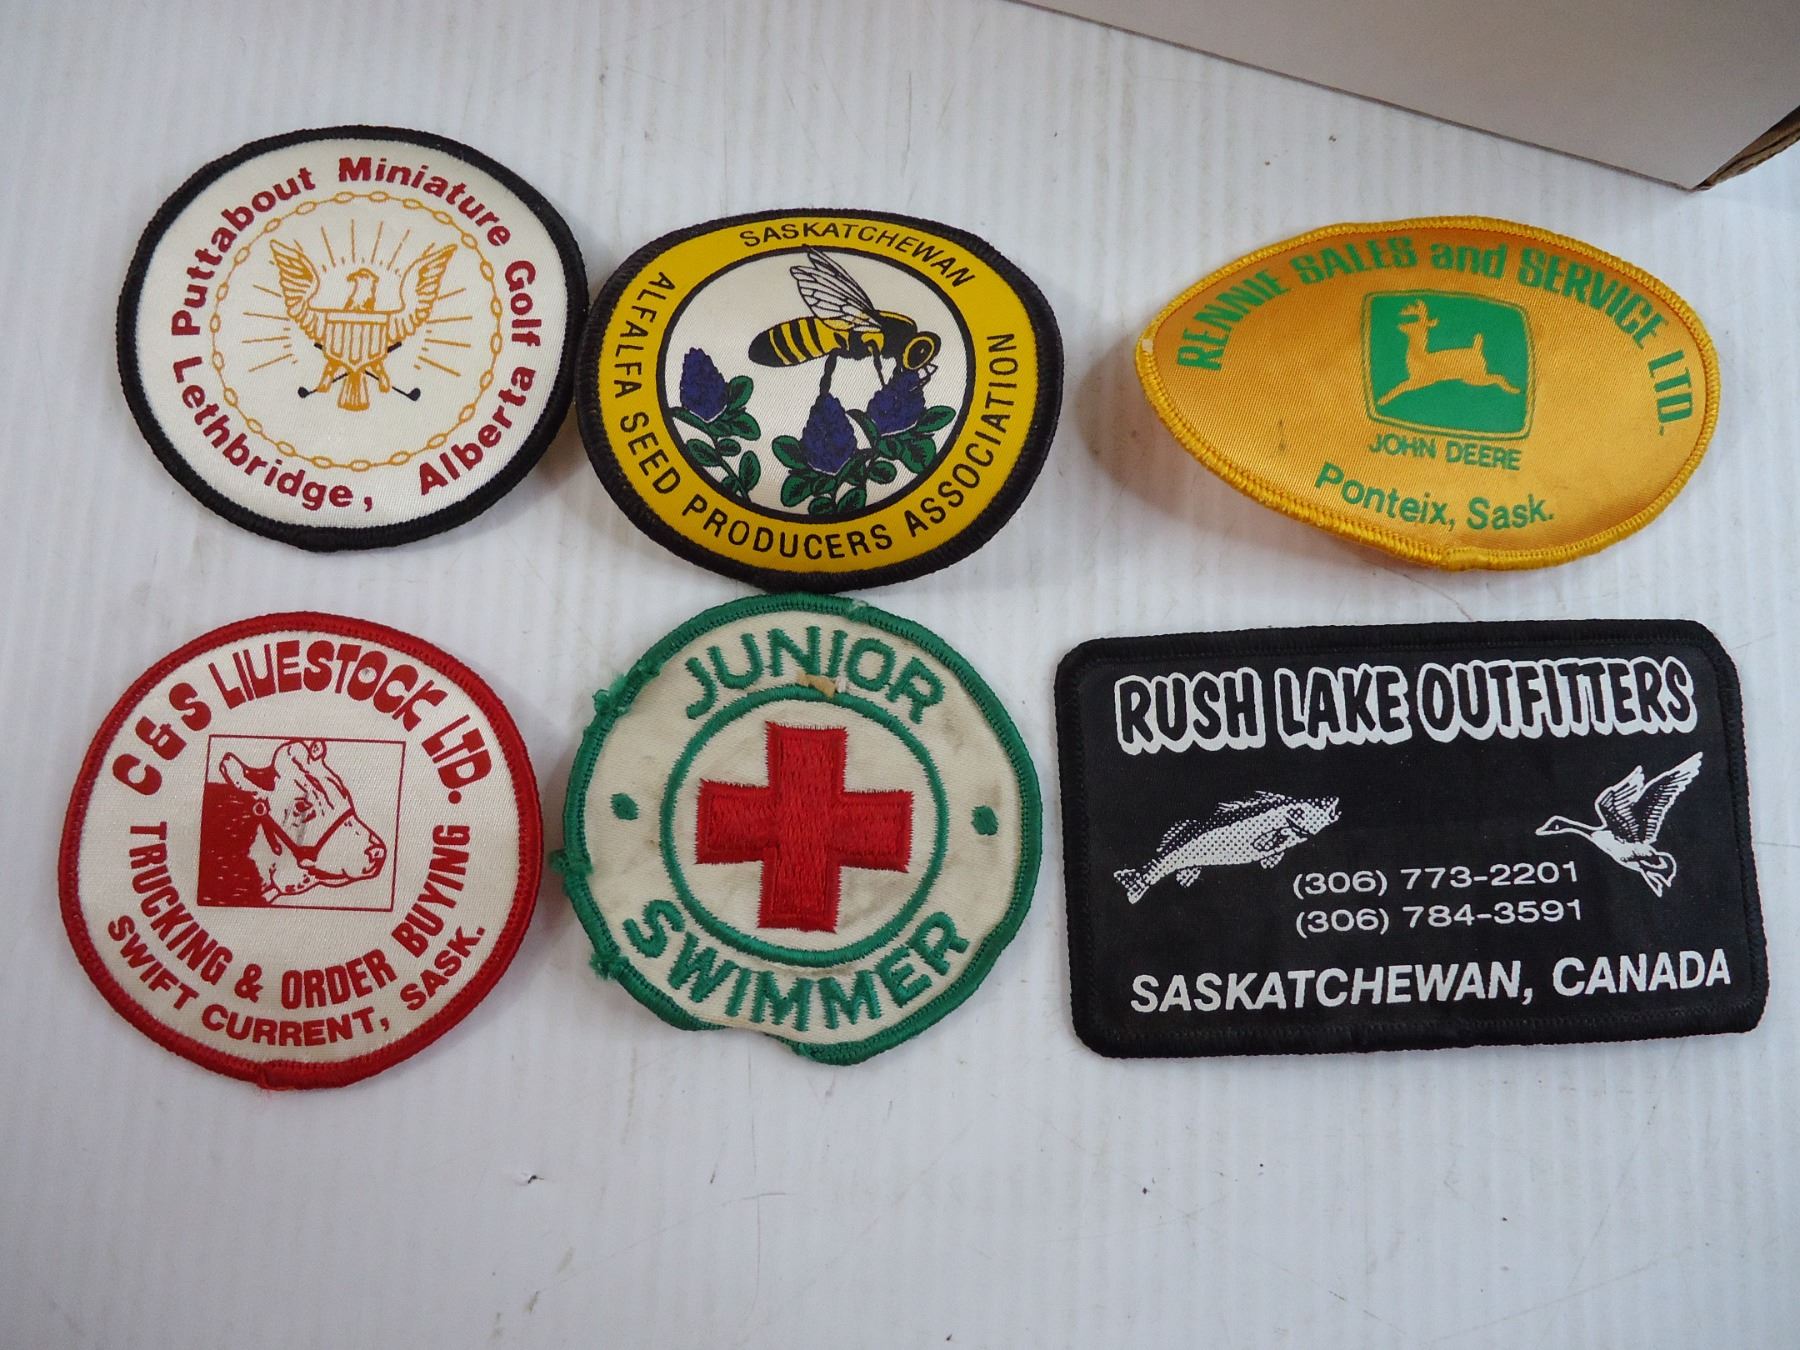 Puttabout Miniature Golf
Lethbridge, Alberta
SASKATCHEWAN
ALFALFA SEED PRODUCERS ASSOCIATION
RENNIE SALES and SERVICE LTD.
JOHN DEERE
Ponteix, Sask.
C&S LIVESTOCK LTD.
TRUCKING & ORDER BUYING
SWIFT CURRENT, SASK.
JUNIOR
SWIMMER
RUSH LAKE OUTFITTERS
(306) 773-2201
(306) 784-3591
SASKATCHEWAN, CANADA